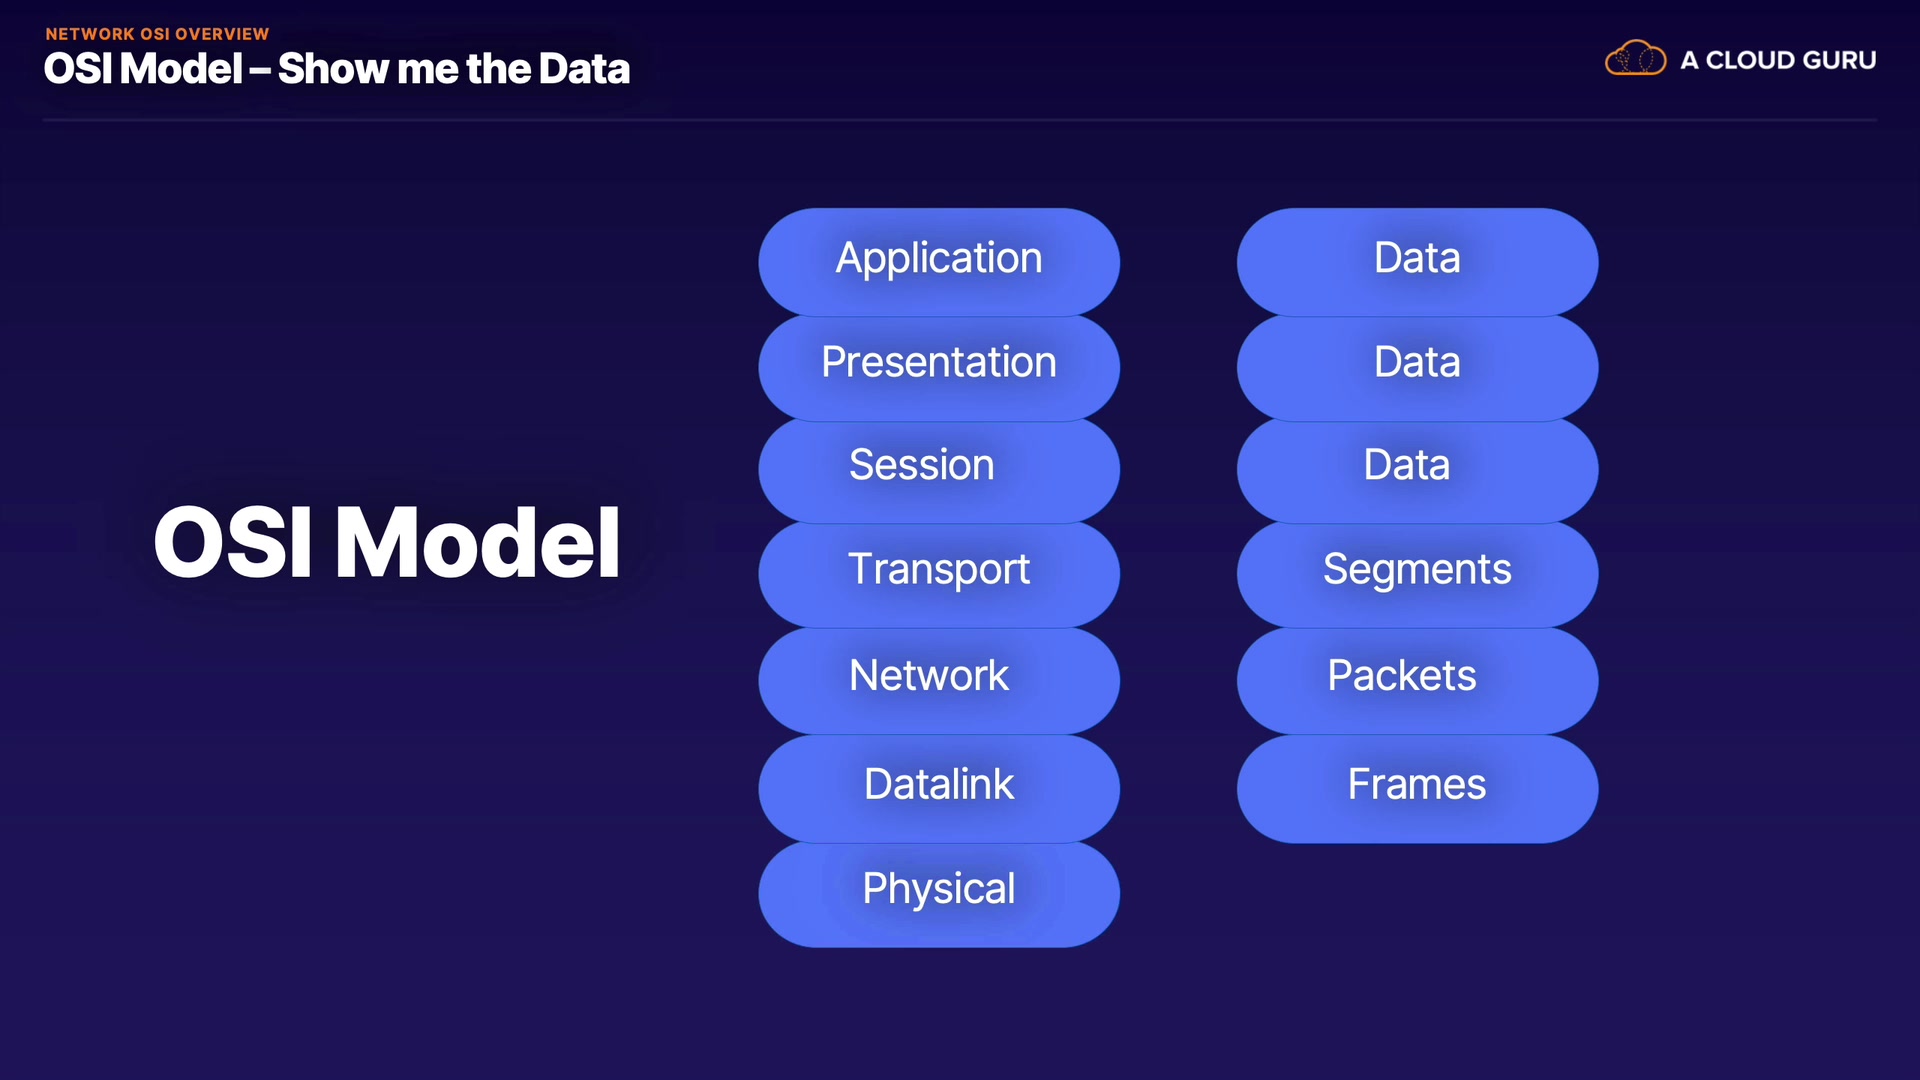 NETWORK OSI OVERVIEW
OSI Model – Show me the Data
A CLOUD GURU
OSI Model
Application
Presentation
Session
Transport
Network
Datalink
Physical
Data
Data
Data
Segments
Packets
Frames